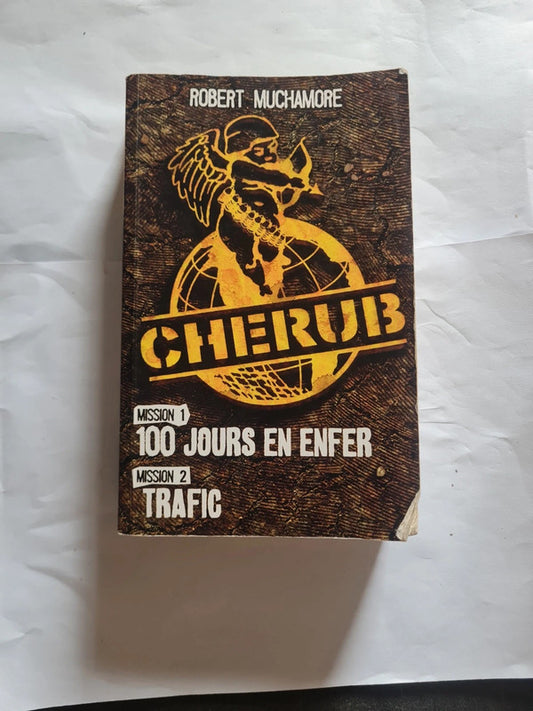 ROBERT MUCHAMORE
CHERUB
MISSION 1
100 JOURS EN ENFER
MISSION 2
TRAFIC